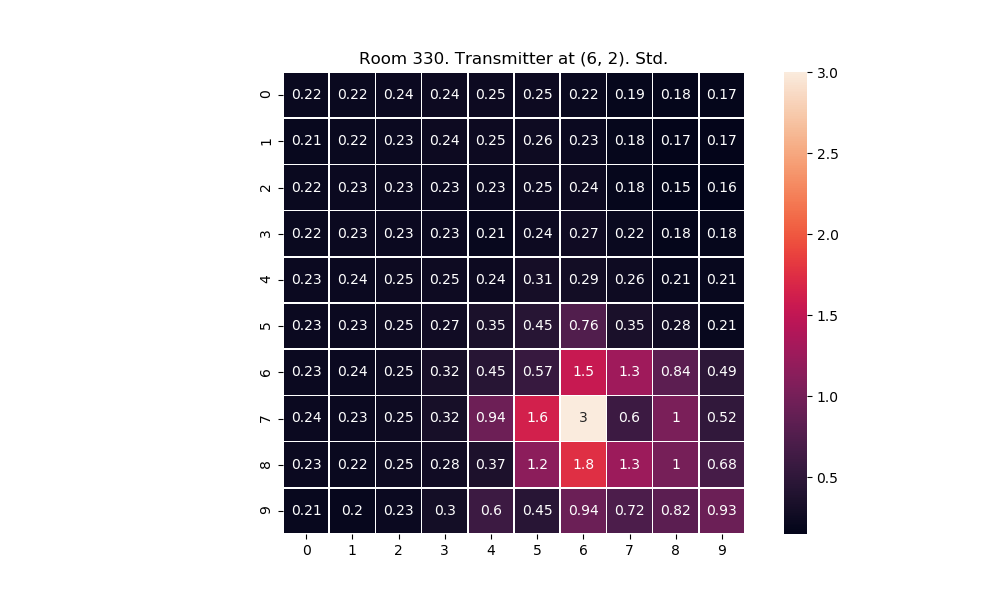 Room 330. Transmitter at (6, 2). Std.
0 0.22 0.22 0.24 0.24 0.25 0.25 0.22 0.19 0.18 0.17
1 0.21 0.22 0.23 0.24 0.25 0.26 0.23 0.18 0.17 0.17
2 0.22 0.23 0.23 0.23 0.23 0.25 0.24 0.18 0.15 0.16
3 0.22 0.23 0.23 0.23 0.21 0.24 0.27 0.22 0.18 0.18
4 0.23 0.24 0.25 0.25 0.24 0.31 0.29 0.26 0.21 0.21
5 0.23 0.23 0.25 0.27 0.35 0.45 0.76 0.35 0.28 0.21
6 0.23 0.24 0.25 0.32 0.45 0.57 1.5 1.3 0.84 0.49
7 0.24 0.23 0.25 0.32 0.94 1.6 3 0.6 1 0.52
8 0.23 0.22 0.25 0.28 0.37 1.2 1.8 1.3 1 0.68
9 0.21 0.2 0.23 0.3 0.6 0.45 0.94 0.72 0.82 0.93
0 1 2 3 4 5 6 7 8 9
3.0
2.5
2.0
1.5
1.0
0.5